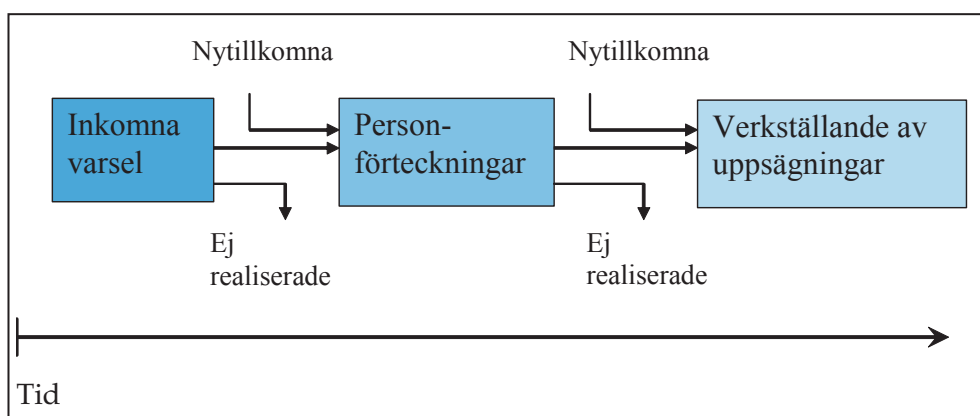 Nytillkomna
Nytillkomna
Inkomna
varsel
Person-
förteckningar
Verkställande av
uppsägningar
Ej
realiserade
Ej
realiserade
Tid